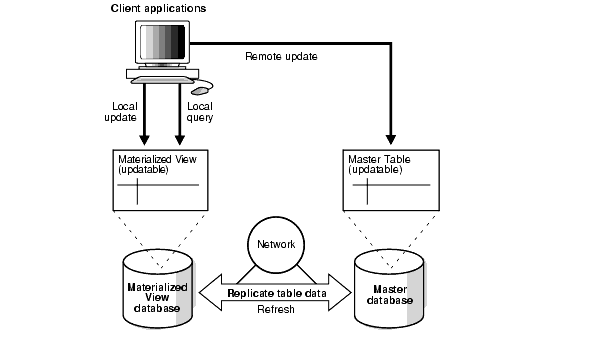 Client applications
Remote update
Local
update
Local
query
Materialized View
(updatable)
Master Table
(updatable)
Network
Materialized
View
database
Replicate table data
Refresh
Master
database